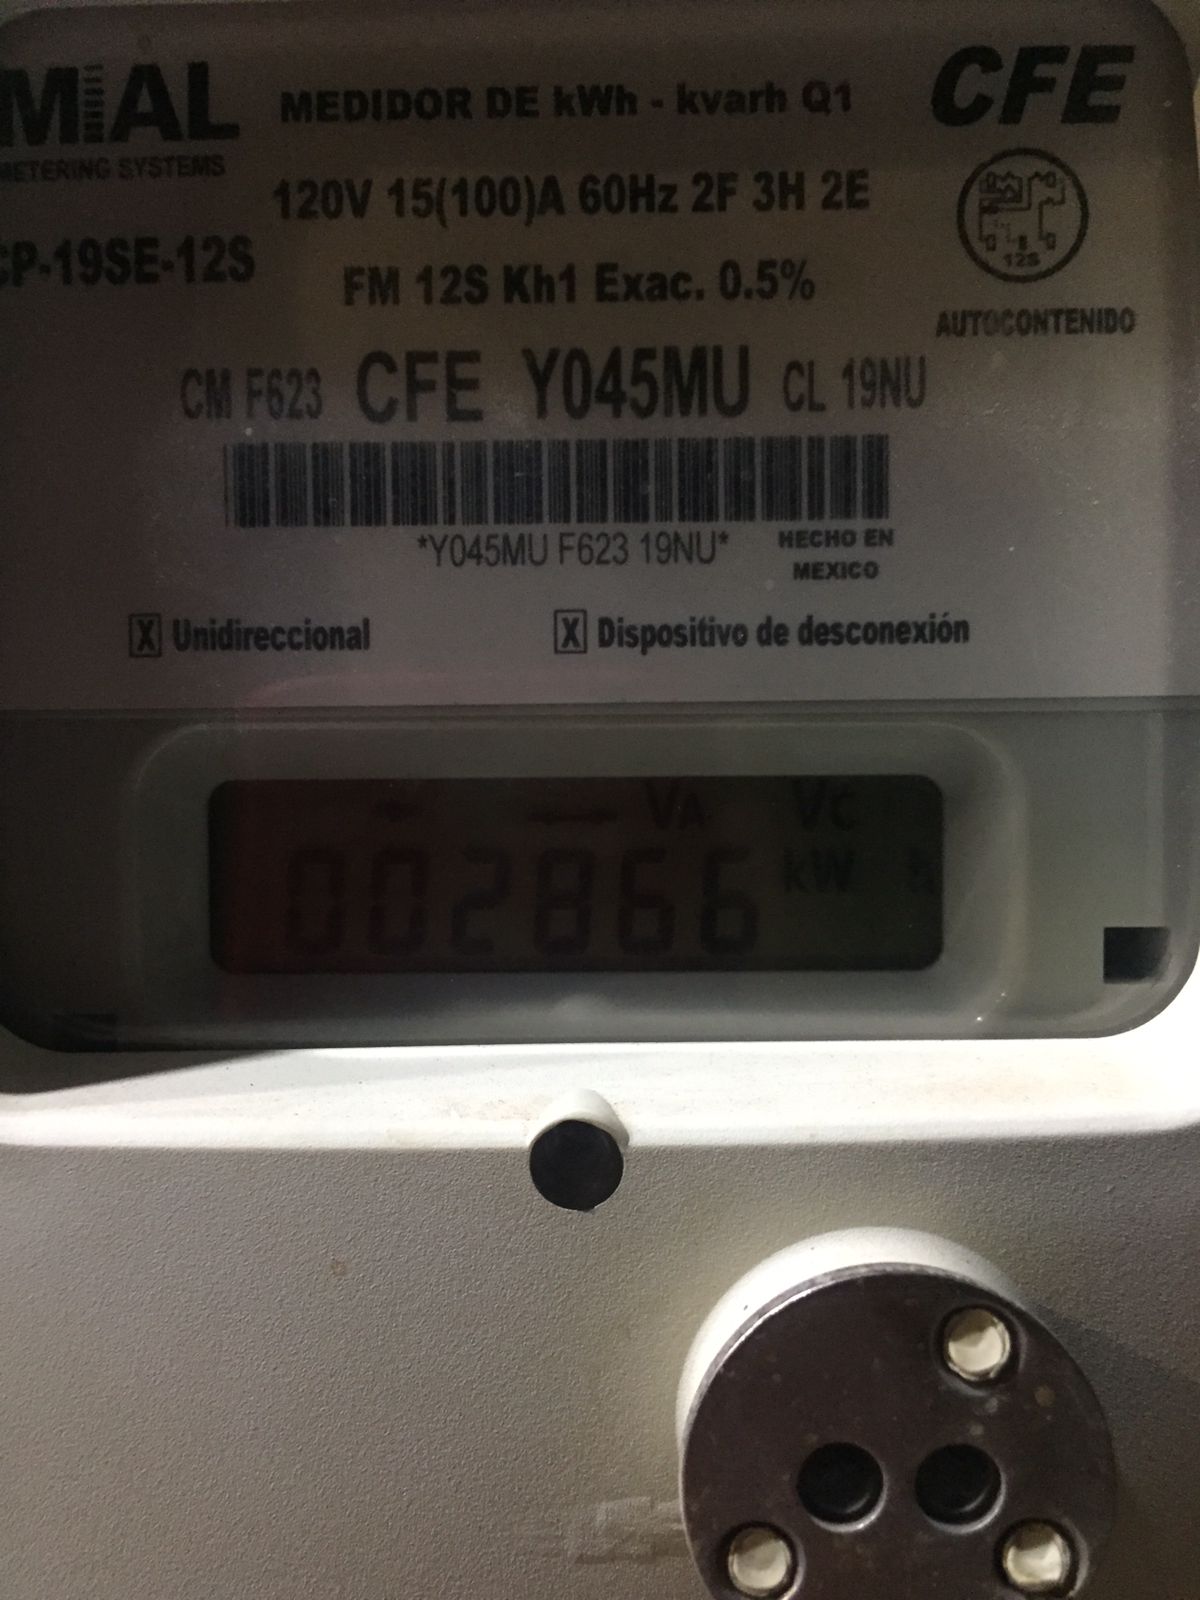 MIAL
METERING SYSTEMS
MEDIDOR DE kWh - kvarh Q1
CFE
120V 15(100)A 60Hz 2F 3H 2E
CP-19SE-12S
FM 12S Kh1 Exac. 0.5%
12S
AUTOCONTENIDO
CM F623 CFE Y045MU CL 19NU
*Y045MU F623 19NU*
HECHO EN
MEXICO
X Unidireccional
X Dispositivo de desconexión
VA VC
002866 kW